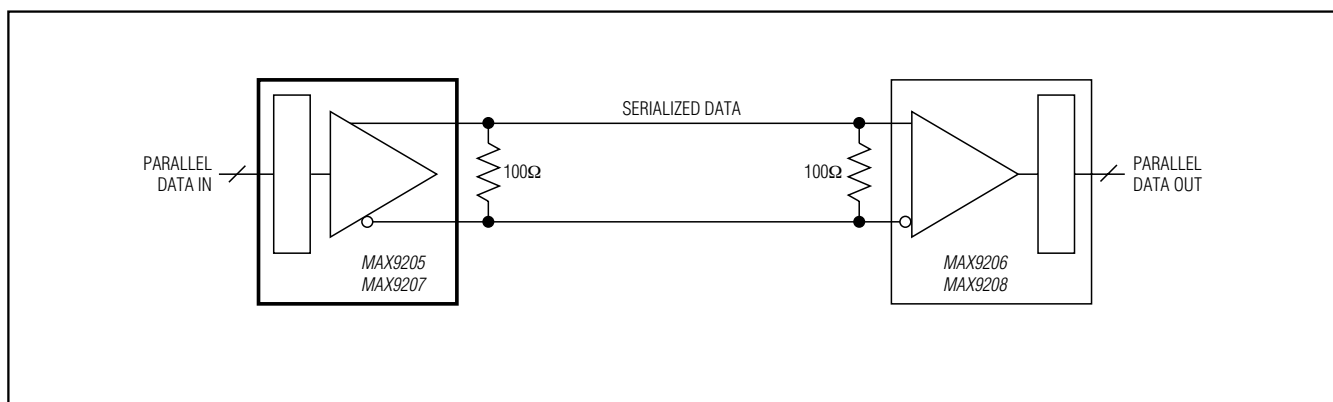 SERIALIZED DATA
PARALLEL
DATA IN
100Ω
100Ω
PARALLEL
DATA OUT
MAX9205
MAX9207
MAX9206
MAX9208